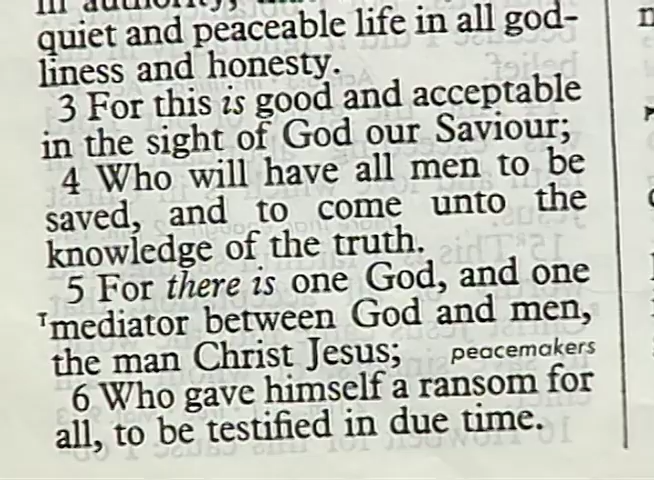 in authority;
quiet and peaceable life in all god-
liness and honesty.
3 For this is good and acceptable
in the sight of God our Saviour;
4 Who will have all men to be
saved, and to come unto the
knowledge of the truth.
5 For there is one God, and one
ᵀmediator between God and men,
the man Christ Jesus; peacemakers
6 Who gave himself a ransom for
all, to be testified in due time.